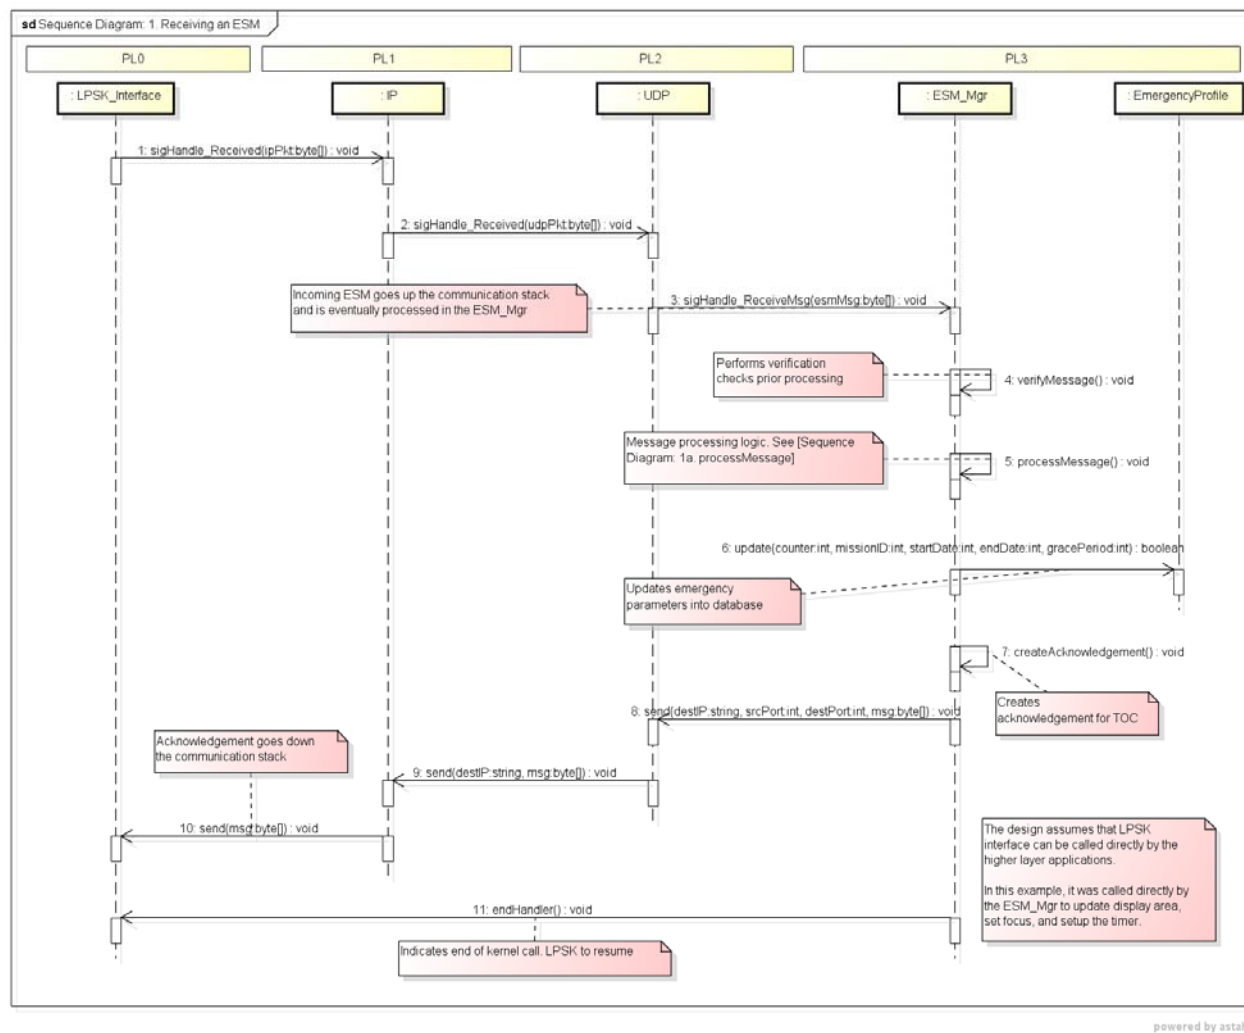 sd Sequence Diagram: 1. Receiving an ESM
PL0
PL1
PL2
PL3
: LPSK_Interface
: IP
: UDP
: ESM_Mgr
: EmergencyProfile
1: sigHandle_Received(ipPkt:byte[]) : void
2: sigHandle_Received(udpPkt:byte[]) : void
Incoming ESM goes up the communication stack
and is eventually processed in the ESM_Mgr
3: sigHandle_ReceiveMsg(esmMsg:byte[]) : void
Performs verification
checks prior processing
4: verifyMessage() : void
Message processing logic. See [Sequence
Diagram: 1a. processMessage]
5: processMessage() : void
6: update(counter:int, missionID:int, startDate:int, endDate:int, gracePeriod:int) : boolean
Updates emergency
parameters into database
7: createAcknowledgement() : void
Creates
acknowledgement for TOC
8: send(destIP:string, srcPort:int, destPort:int, msg:byte[]) : void
Acknowledgement goes down
the communication stack
9: send(destIP:string, msg:byte[]) : void
10: send(msg:byte[]) : void
The design assumes that LPSK
interface can be called directly by the
higher layer applications.
In this example, it was called directly by
the ESM_Mgr to update display area,
set focus, and setup the timer.
11: endHandler() : void
Indicates end of kernel call. LPSK to resume
powered by